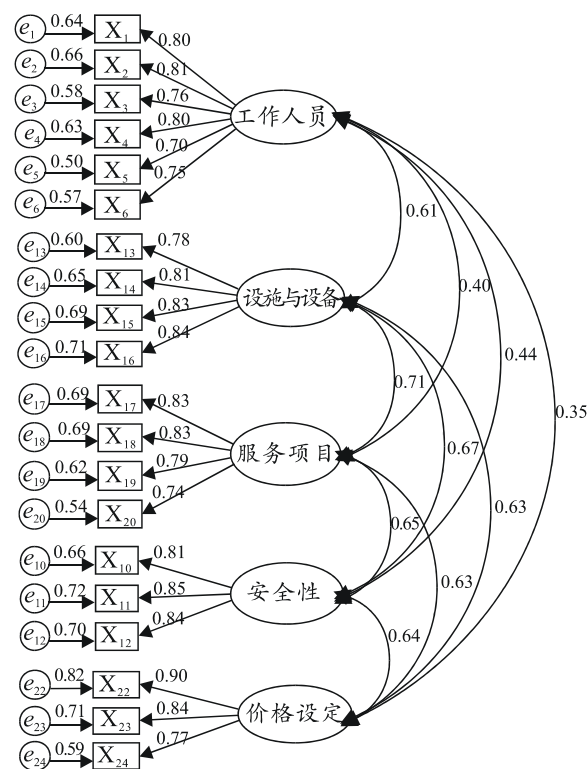 e₁ 0.64 X₁ 0.80
e₂ 0.66 X₂ 0.81
e₃ 0.58 X₃ 0.76
e₄ 0.63 X₄ 0.80
e₅ 0.50 X₅ 0.70
e₆ 0.57 X₆ 0.75
工作人员
0.61
e₁₃ 0.60 X₁₃ 0.78
e₁₄ 0.65 X₁₄ 0.81
e₁₅ 0.69 X₁₅ 0.83
e₁₆ 0.71 X₁₆ 0.84
设施与设备
0.40
0.44
0.71
0.35
e₁₇ 0.69 X₁₇ 0.83
e₁₈ 0.69 X₁₈ 0.83
e₁₉ 0.62 X₁₉ 0.79
e₂₀ 0.54 X₂₀ 0.74
服务项目
0.67
0.63
0.65
e₁₀ 0.66 X₁₀ 0.81
e₁₁ 0.72 X₁₁ 0.85
e₁₂ 0.70 X₁₂ 0.84
安全性
0.63
0.64
e₂₂ 0.82 X₂₂ 0.90
e₂₃ 0.71 X₂₃ 0.84
e₂₄ 0.59 X₂₄ 0.77
价格设定